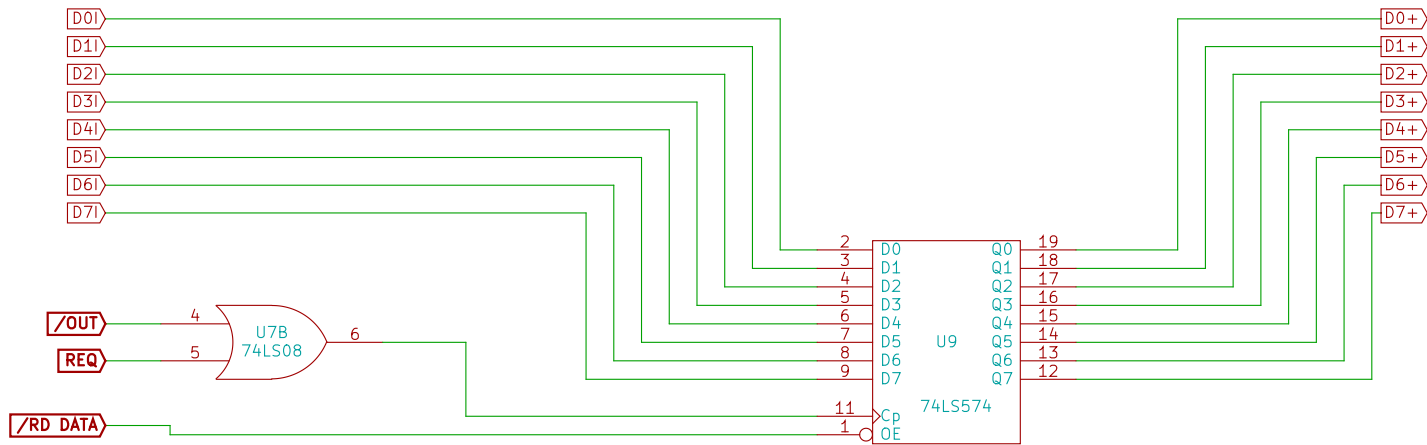 D0I D0+
D1I D1+
D2I D2+
D3I D3+
D4I D4+
D5I D5+
D6I D6+
D7I D7+
2 D0 Q0 19
3 D1 Q1 18
4 D2 Q2 17
5 D3 Q3 16
/OUT 4 6 D4 Q4 15
U7B 6 7 D5 U9 Q5 14
74LS08
REQ 5 8 D6 Q6 13
9 D7 Q7 12
74LS574
11 Cp
/RD DATA 1 OE